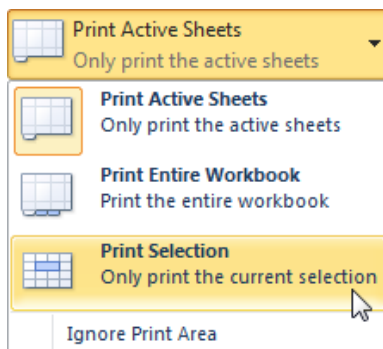 Print Active Sheets
Only print the active sheets
Print Active Sheets
Only print the active sheets
Print Entire Workbook
Print the entire workbook
Print Selection
Only print the current selection
Ignore Print Area